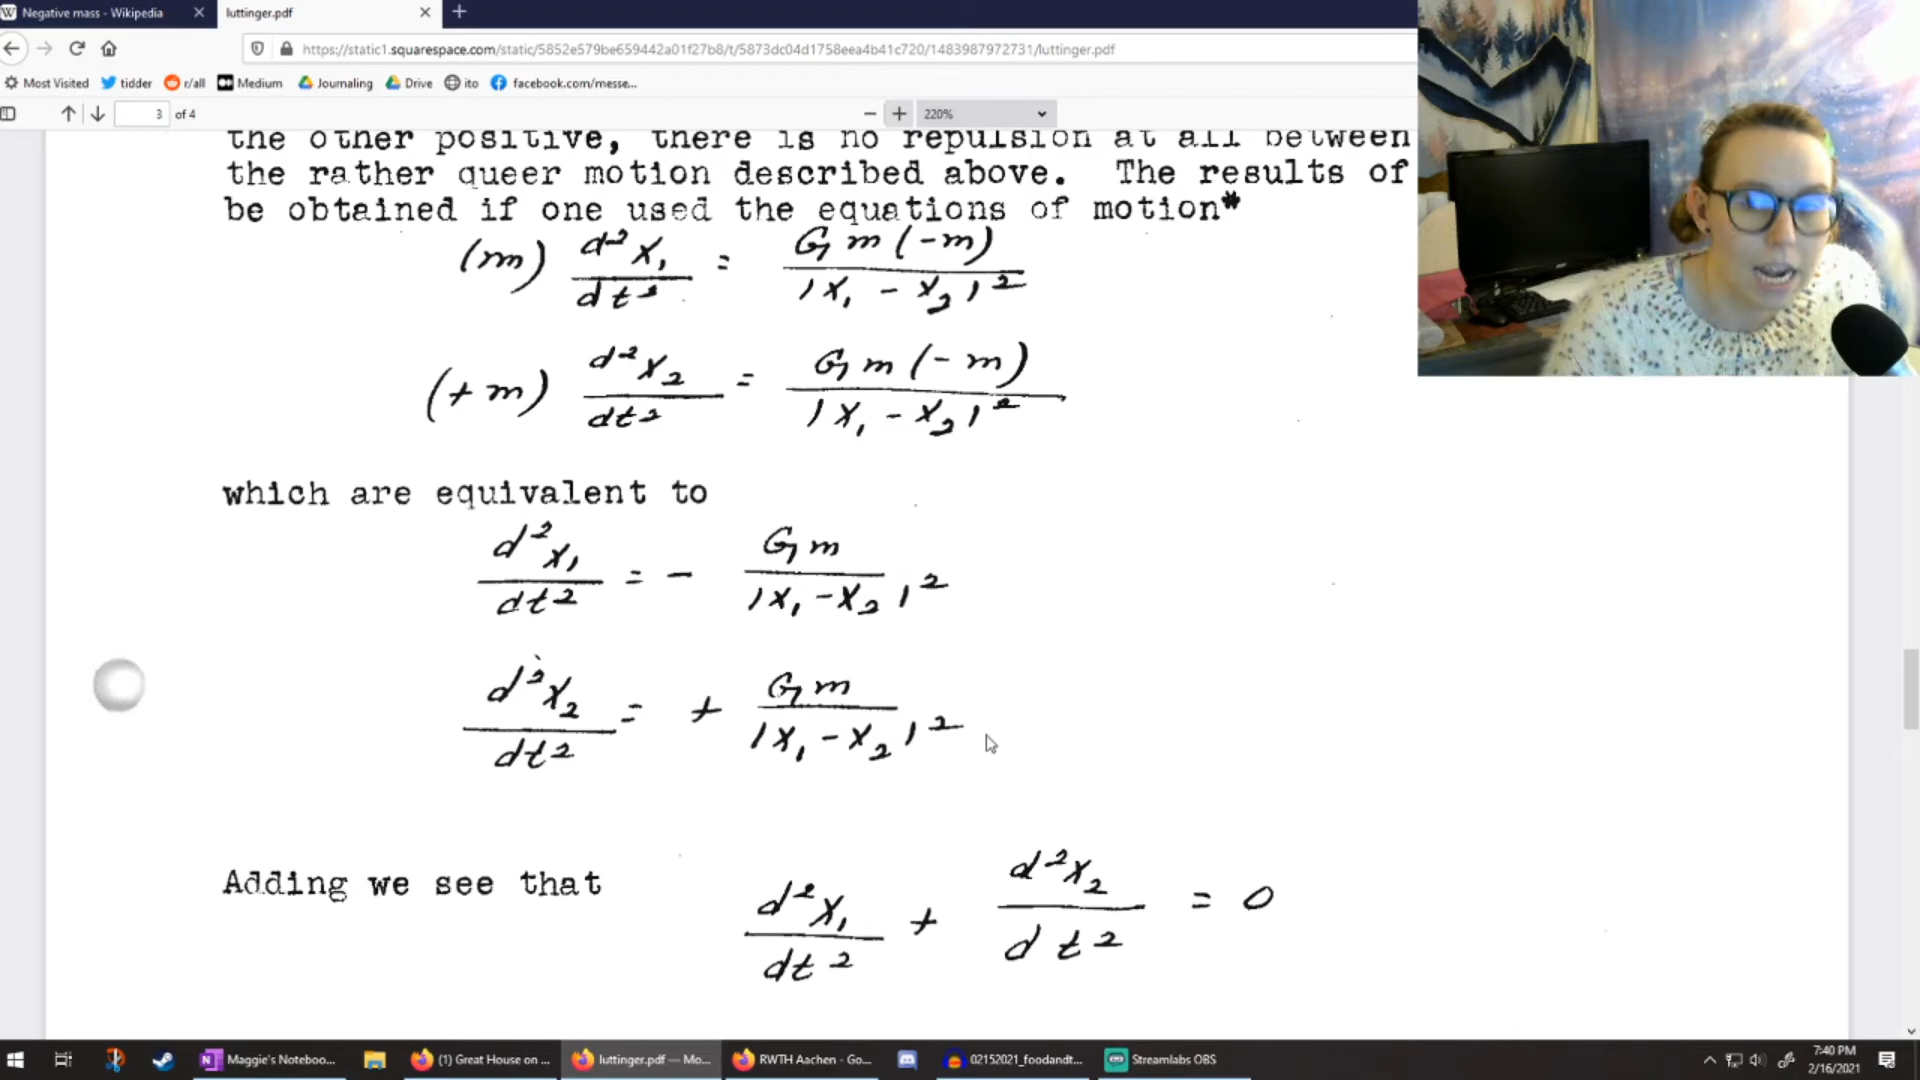 Negative mass - Wikipedia
luttinger.pdf
https://static1.squarespace.com/static/5852e579be659442a01f27b8/t/5873dc04d1758eea4b41c720/1483987972731/luttinger.pdf
Most Visited tidder r/all Medium Journaling Drive ito facebook.com/messe...
3 of 4 220%
the other positive, there is no repulsion at all between
the rather queer motion described above. The results of
be obtained if one used the equations of motion*
(m) d²x₁/dt² = G m (-m) / |x₁ - x₂|²
(+m) d²x₂/dt² = G m (-m) / |x₁ - x₂|²
which are equivalent to
d²x₁/dt² = - G m / |x₁ - x₂|²
d²x₂/dt² = + G m / |x₁ - x₂|²
Adding we see that d²x₁/dt² + d²x₂/dt² = 0
Maggie's Noteboo... (1) Great House on ... luttinger.pdf — Mo... RWTH Aachen - Go... 02152021_foodandt... Streamlabs OBS
7:40 PM
2/16/2021